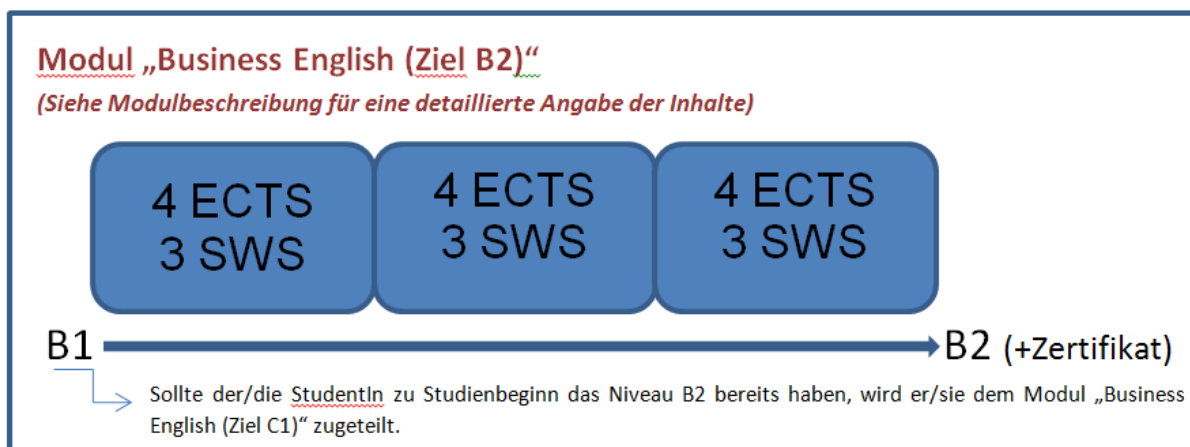 Modul „Business English (Ziel B2)“
(Siehe Modulbeschreibung für eine detaillierte Angabe der Inhalte)
4 ECTS
3 SWS
4 ECTS
3 SWS
4 ECTS
3 SWS
B1
B2 (+Zertifikat)
Sollte der/die StudentIn zu Studienbeginn das Niveau B2 bereits haben, wird er/sie dem Modul „Business
English (Ziel C1)“ zugeteilt.